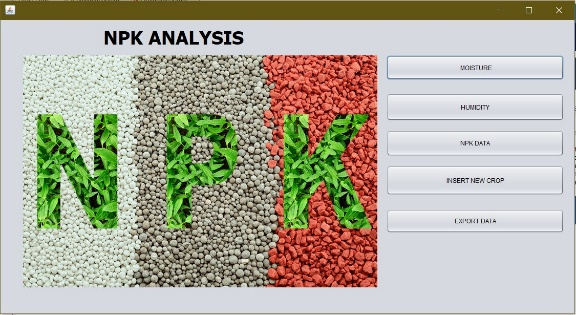 NPK ANALYSIS
N P K
MOISTURE
HUMIDITY
NPK DATA
INSERT NEW CROP
EXPORT DATA